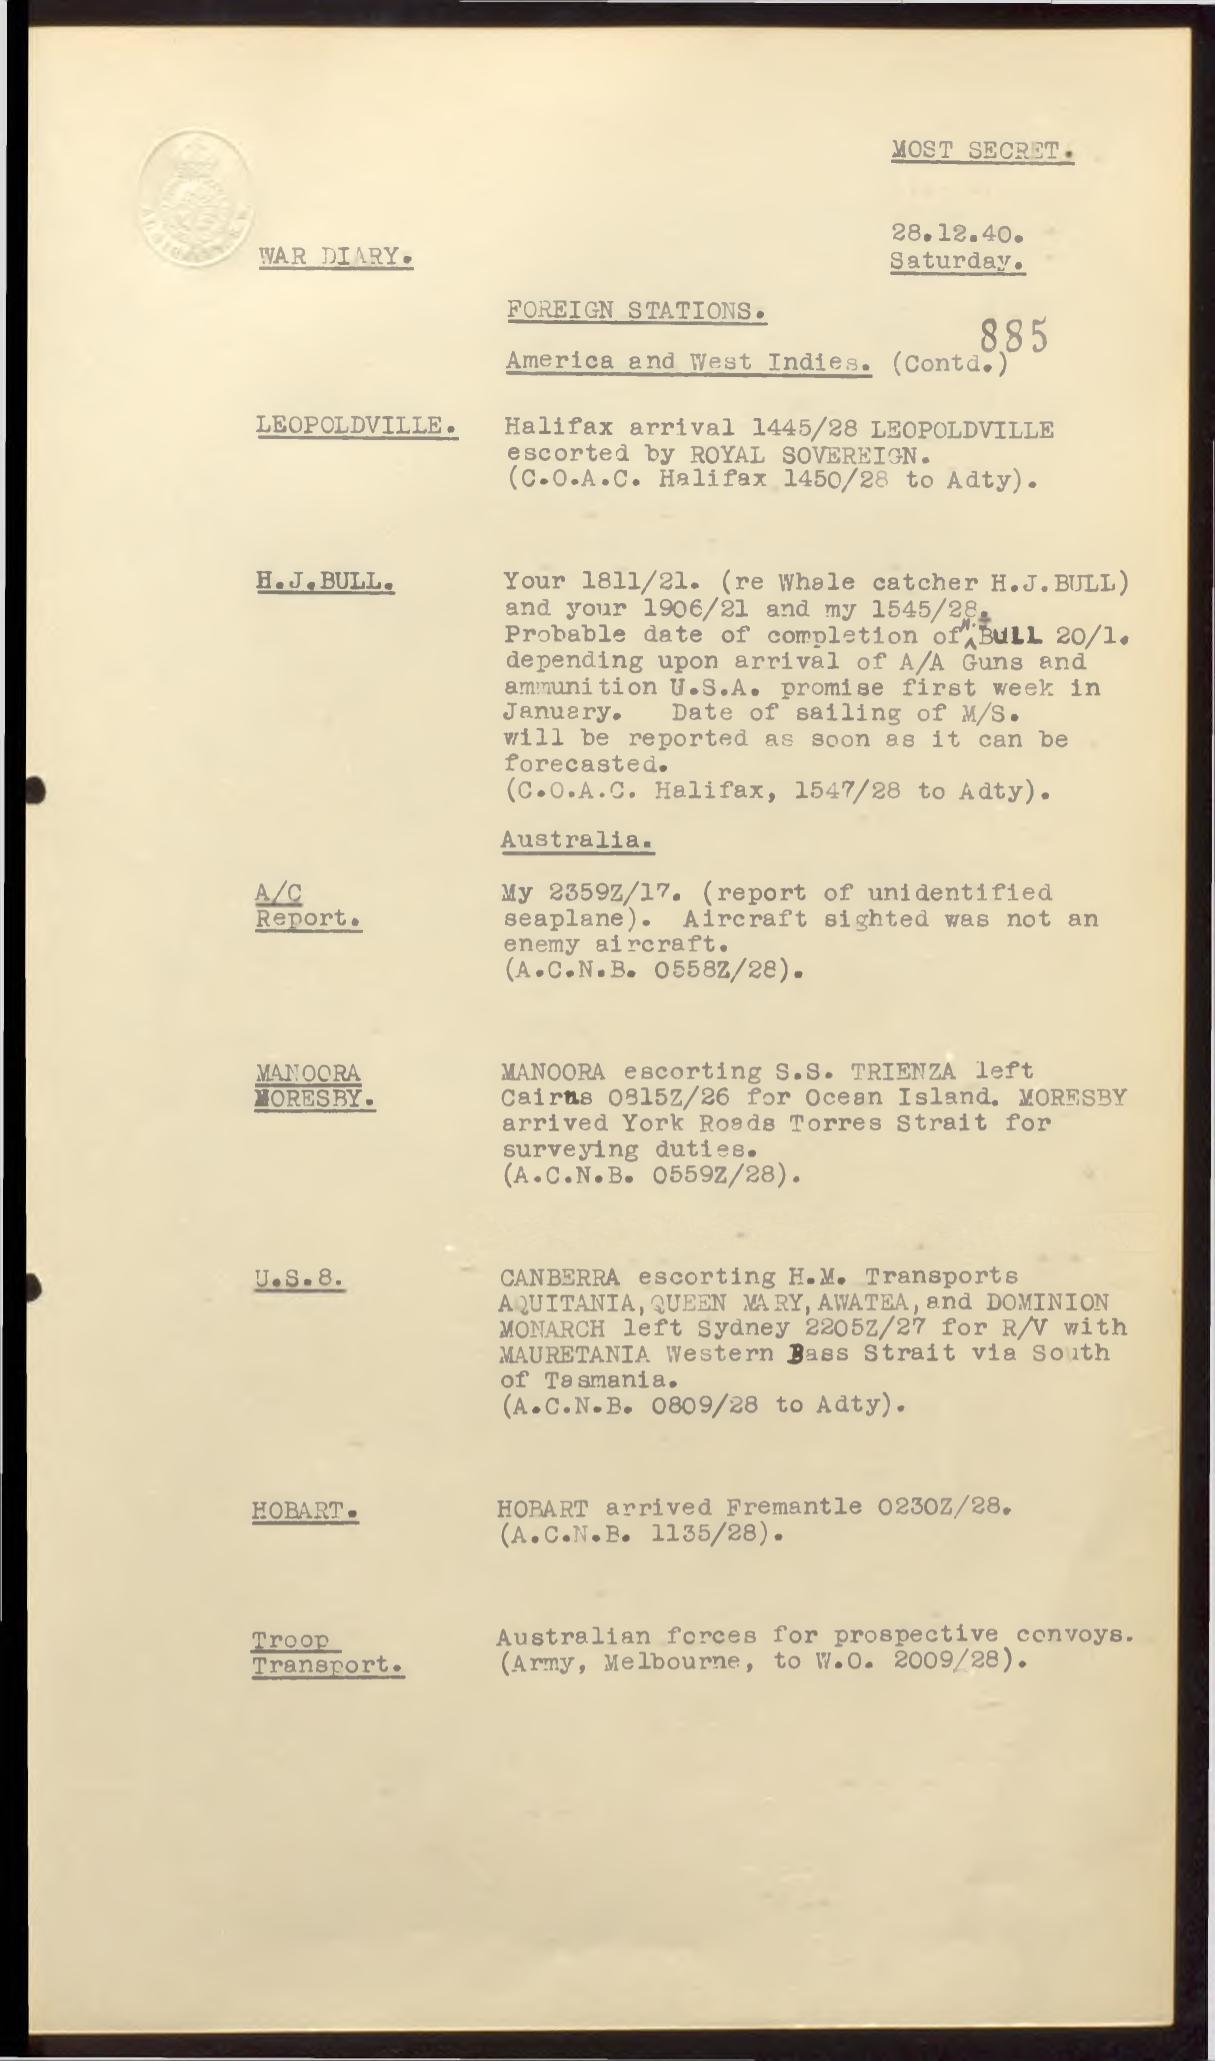 MOST SECRET.
28.12.40.
WAR DIARY.
Saturday.
FOREIGN STATIONS.
885
America and West Indies. (Contd.)
LEOPOLDVILLE. Halifax arrival 1445/28 LEOPOLDVILLE
escorted by ROYAL SOVEREIGN.
(C.O.A.C. Halifax 1450/28 to Adty).
H.J.BULL. Your 1811/21. (re Whale catcher H.J.BULL)
and your 1906/21 and my 1545/28.
Probable date of completion of BULL 20/1.
depending upon arrival of A/A Guns and
ammunition U.S.A. promise first week in
January. Date of sailing of M/S.
will be reported as soon as it can be
forecasted.
(C.O.A.C. Halifax, 1547/28 to Adty).
Australia.
A/C My 2359Z/17. (report of unidentified
Report. seaplane). Aircraft sighted was not an
enemy aircraft.
(A.C.N.B. 0558Z/28).
MANOORA MANOORA escorting S.S. TRIENZA left
MORESBY. Cairns 0815Z/26 for Ocean Island. MORESBY
arrived York Roads Torres Strait for
surveying duties.
(A.C.N.B. 0559Z/28).
U.S.8. CANBERRA escorting H.M. Transports
AQUITANIA, QUEEN MARY, AWATEA, and DOMINION
MONARCH left Sydney 2205Z/27 for R/V with
MAURETANIA Western Bass Strait via South
of Tasmania.
(A.C.N.B. 0809/28 to Adty).
HOBART. HOBART arrived Fremantle 0230Z/28.
(A.C.N.B. 1135/28).
Troop Australian forces for prospective convoys.
Transport. (Army, Melbourne, to W.O. 2009/28).